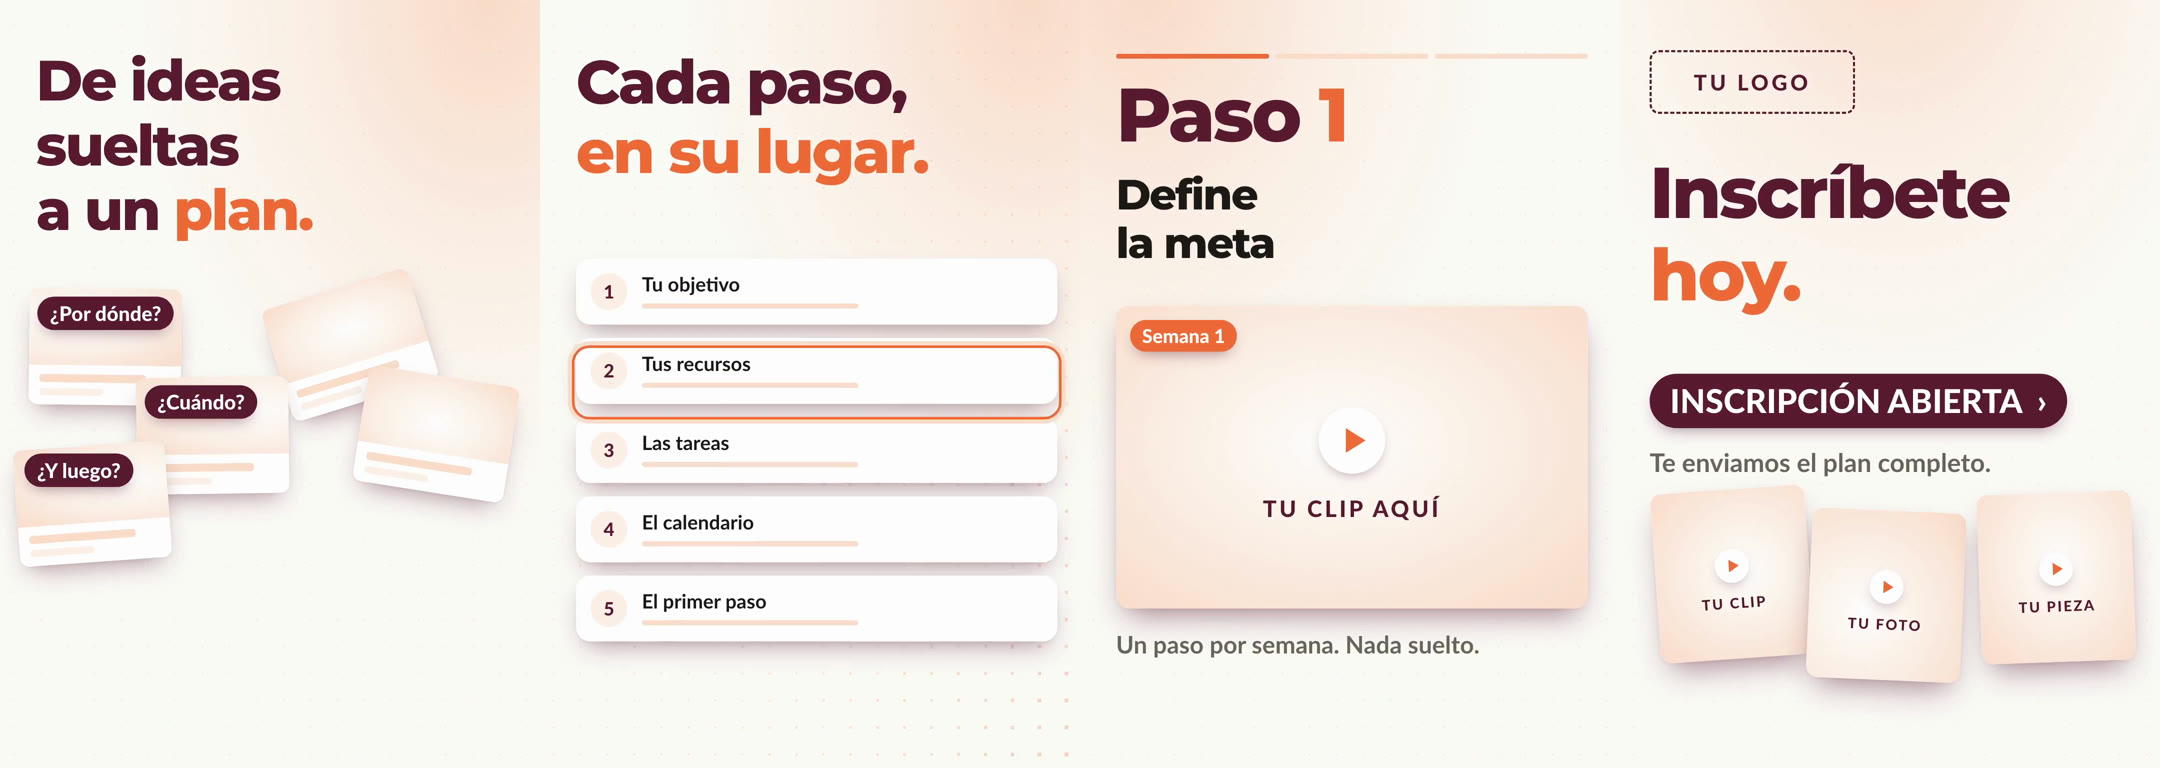 De ideas
sueltas
a un plan.
¿Por dónde?
¿Cuándo?
¿Y luego?
Cada paso,
en su lugar.
1 Tu objetivo
2 Tus recursos
3 Las tareas
4 El calendario
5 El primer paso
Paso 1
Define
la meta
Semana 1
TU CLIP AQUÍ
Un paso por semana. Nada suelto.
TU LOGO
Inscríbete
hoy.
INSCRIPCIÓN ABIERTA ›
Te enviamos el plan completo.
TU CLIP
TU FOTO
TU PIEZA